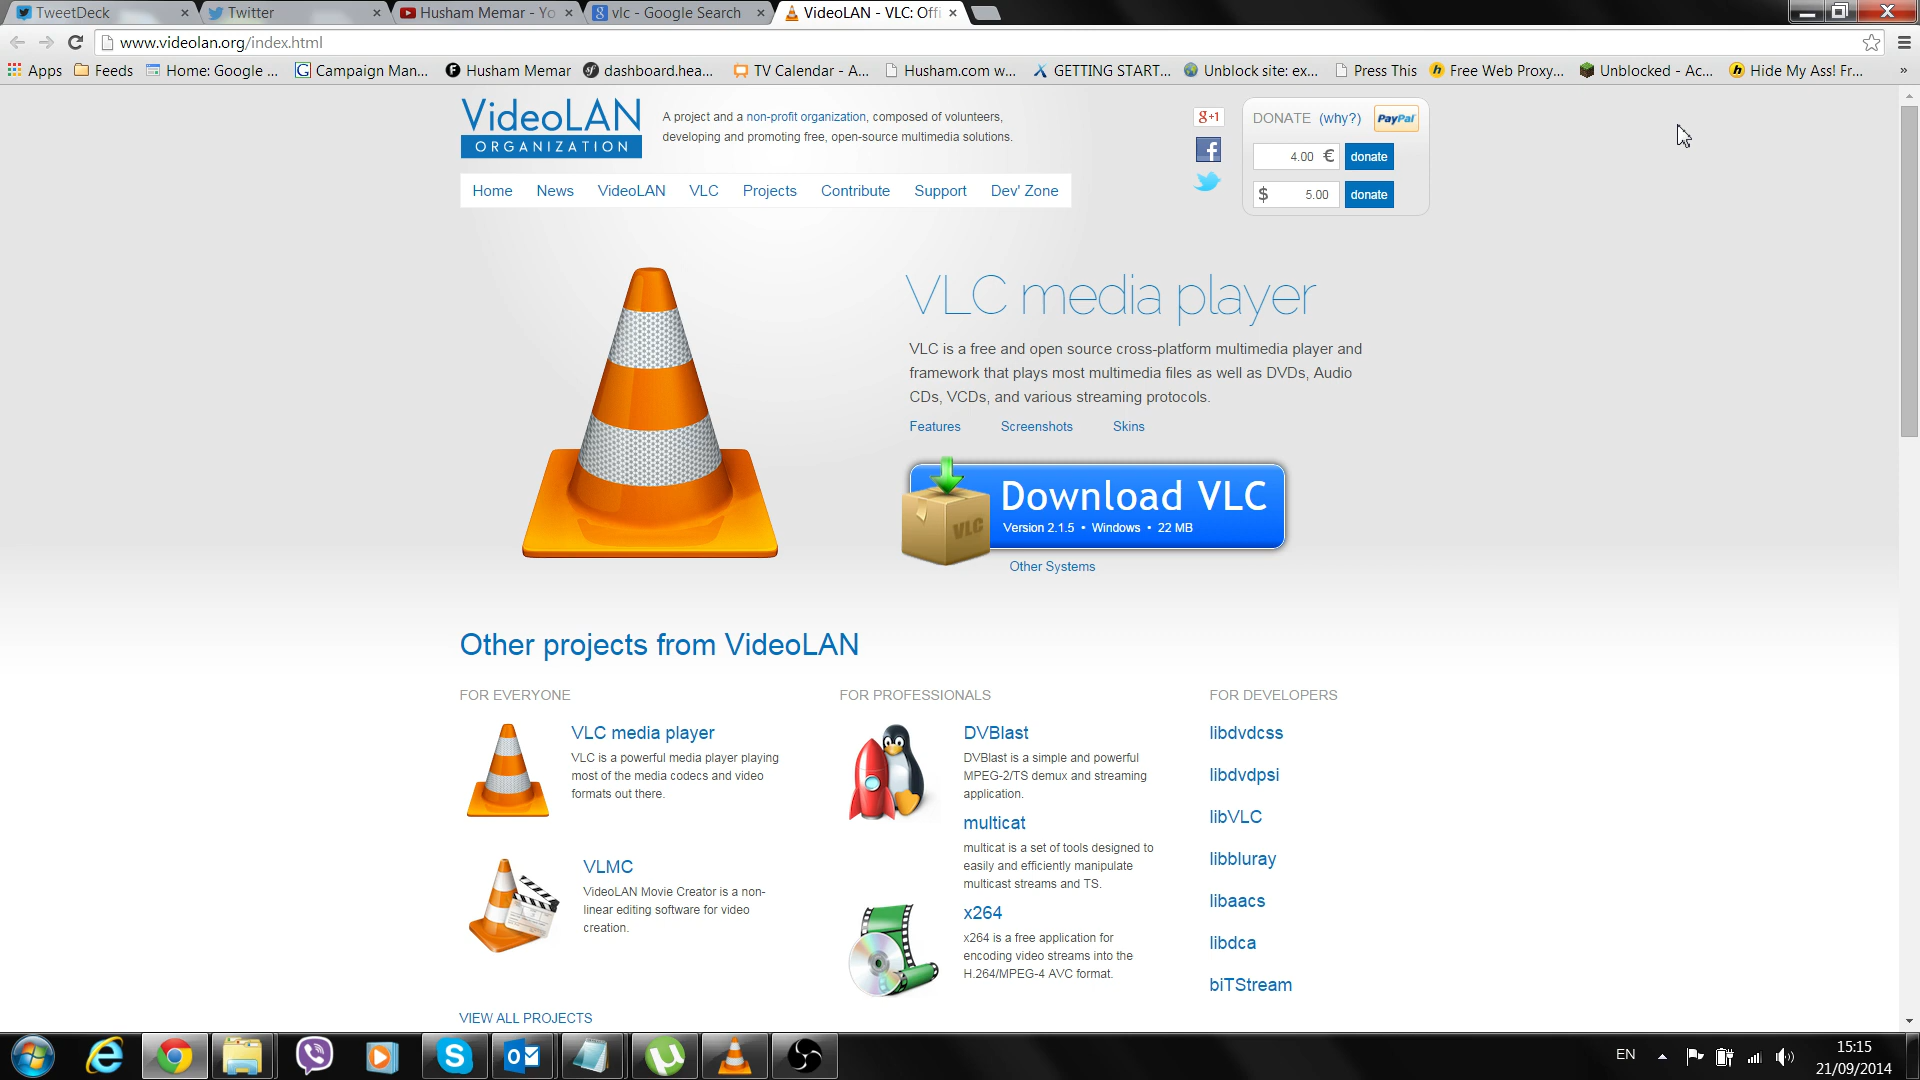 TweetDeck
Twitter
Husham Memar - Yo
vlc - Google Search
VideoLAN - VLC: Offi
www.videolan.org/index.html
Apps
Feeds
Home: Google ...
Campaign Man...
Husham Memar
dashboard.hea...
TV Calendar - A...
Husham.com w...
GETTING START...
Unblock site: ex...
Press This
Free Web Proxy...
Unblocked - Ac...
Hide My Ass! Fr...
»
VideoLAN
ORGANIZATION
A project and a non-profit organization, composed of volunteers,
developing and promoting free, open-source multimedia solutions.
g+1
DONATE (why?) PayPal
4.00 € donate
$ 5.00 donate
Home News VideoLAN VLC Projects Contribute Support Dev' Zone
VLC media player
VLC is a free and open source cross-platform multimedia player and
framework that plays most multimedia files as well as DVDs, Audio
CDs, VCDs, and various streaming protocols.
Features Screenshots Skins
VLC
Download VLC
Version 2.1.5 • Windows • 22 MB
Other Systems
Other projects from VideoLAN
FOR EVERYONE
VLC media player
VLC is a powerful media player playing
most of the media codecs and video
formats out there.
VLMC
VideoLAN Movie Creator is a non-
linear editing software for video
creation.
VIEW ALL PROJECTS
FOR PROFESSIONALS
DVBlast
DVBlast is a simple and powerful
MPEG-2/TS demux and streaming
application.
multicat
multicat is a set of tools designed to
easily and efficiently manipulate
multicast streams and TS.
x264
x264 is a free application for
encoding video streams into the
H.264/MPEG-4 AVC format.
FOR DEVELOPERS
libdvdcss
libdvdpsi
libVLC
libbluray
libaacs
libdca
biTStream
EN
15:15
21/09/2014